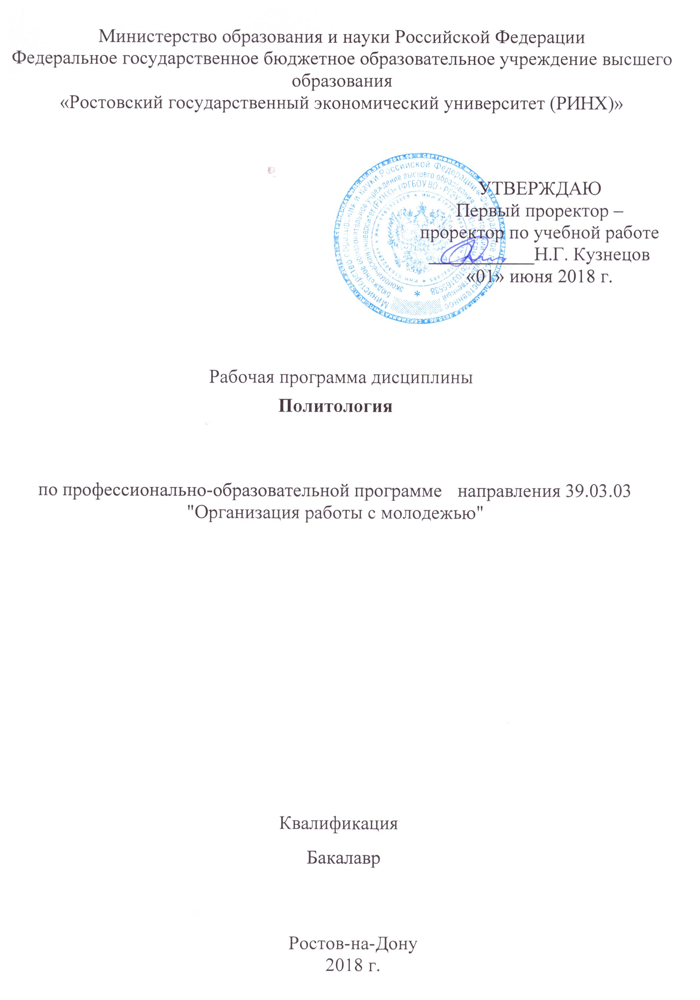 Министерство образования и науки Российской Федерации
Федеральное государственное бюджетное образовательное учреждение высшего
образования
«Ростовский государственный экономический университет (РИНХ)»
УТВЕРЖДАЮ
Первый проректор –
проректор по учебной работе
Н.Г. Кузнецов
«01» июня 2018 г.
Рабочая программа дисциплины
Политология
по профессионально-образовательной программе направления 39.03.03
"Организация работы с молодежью"
Квалификация
Бакалавр
Ростов-на-Дону
2018 г.